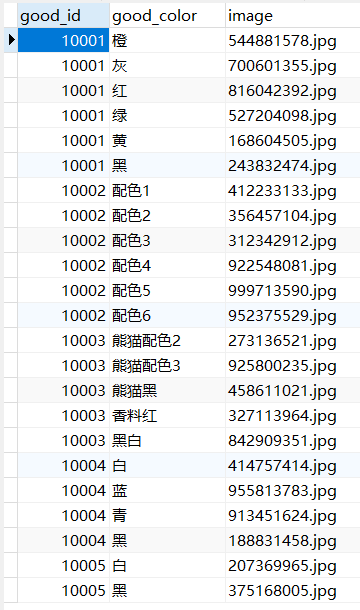 good_id good_color image
10001 橙 544881578.jpg
10001 灰 700601355.jpg
10001 红 816042392.jpg
10001 绿 527204098.jpg
10001 黄 168604505.jpg
10001 黑 243832474.jpg
10002 配色1 412233133.jpg
10002 配色2 356457104.jpg
10002 配色3 312342912.jpg
10002 配色4 922548081.jpg
10002 配色5 999713590.jpg
10002 配色6 952375529.jpg
10003 熊猫配色2 273136521.jpg
10003 熊猫配色3 925800235.jpg
10003 熊猫黑 458611021.jpg
10003 香料红 327113964.jpg
10003 黑白 842909351.jpg
10004 白 414757414.jpg
10004 蓝 955813783.jpg
10004 青 913451624.jpg
10004 黑 188831458.jpg
10005 白 207369965.jpg
10005 黑 375168005.jpg